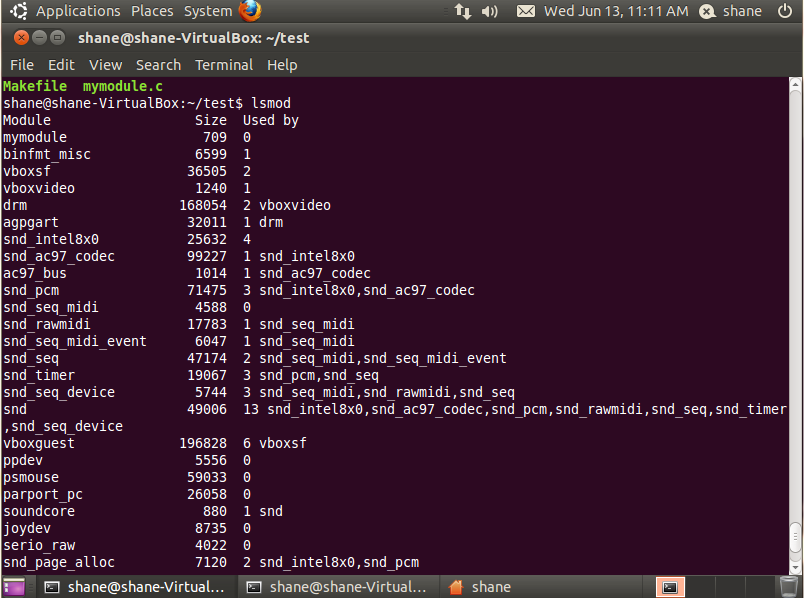 Applications Places System Wed Jun 13, 11:11 AM shane
shane@shane-VirtualBox: ~/test
File Edit View Search Terminal Help
Makefile  mymodule.c
shane@shane-VirtualBox:~/test$ lsmod
Module                  Size  Used by
mymodule                 709  0
binfmt_misc             6599  1
vboxsf                 36505  2
vboxvideo               1240  1
drm                   168054  2 vboxvideo
agpgart                32011  1 drm
snd_intel8x0           25632  4
snd_ac97_codec         99227  1 snd_intel8x0
ac97_bus                1014  1 snd_ac97_codec
snd_pcm                71475  3 snd_intel8x0,snd_ac97_codec
snd_seq_midi            4588  0
snd_rawmidi            17783  1 snd_seq_midi
snd_seq_midi_event      6047  1 snd_seq_midi
snd_seq                47174  2 snd_seq_midi,snd_seq_midi_event
snd_timer              19067  3 snd_pcm,snd_seq
snd_seq_device          5744  3 snd_seq_midi,snd_rawmidi,snd_seq
snd                    49006  13 snd_intel8x0,snd_ac97_codec,snd_pcm,snd_rawmidi,snd_seq,snd_timer
,snd_seq_device
vboxguest             196828  6 vboxsf
ppdev                   5556  0
psmouse                59033  0
parport_pc             26058  0
soundcore                880  1 snd
joydev                  8735  0
serio_raw               4022  0
snd_page_alloc          7120  2 snd_intel8x0,snd_pcm
shane@shane-Virtual... shane@shane-Virtual... shane